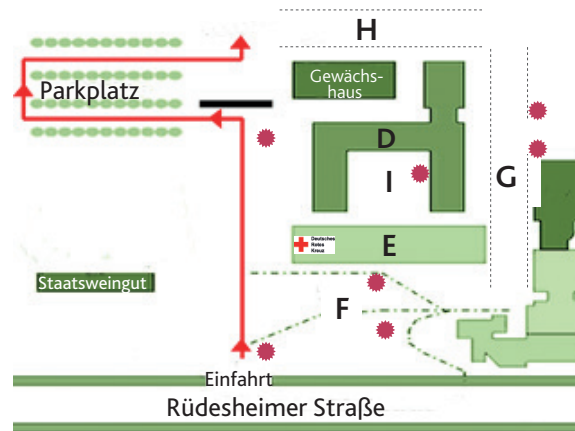 H
Parkplatz
Gewächs-
haus
D
I
G
Deutsches
Rotes
Kreuz
E
Staatsweingut
F
Einfahrt
Rüdesheimer Straße